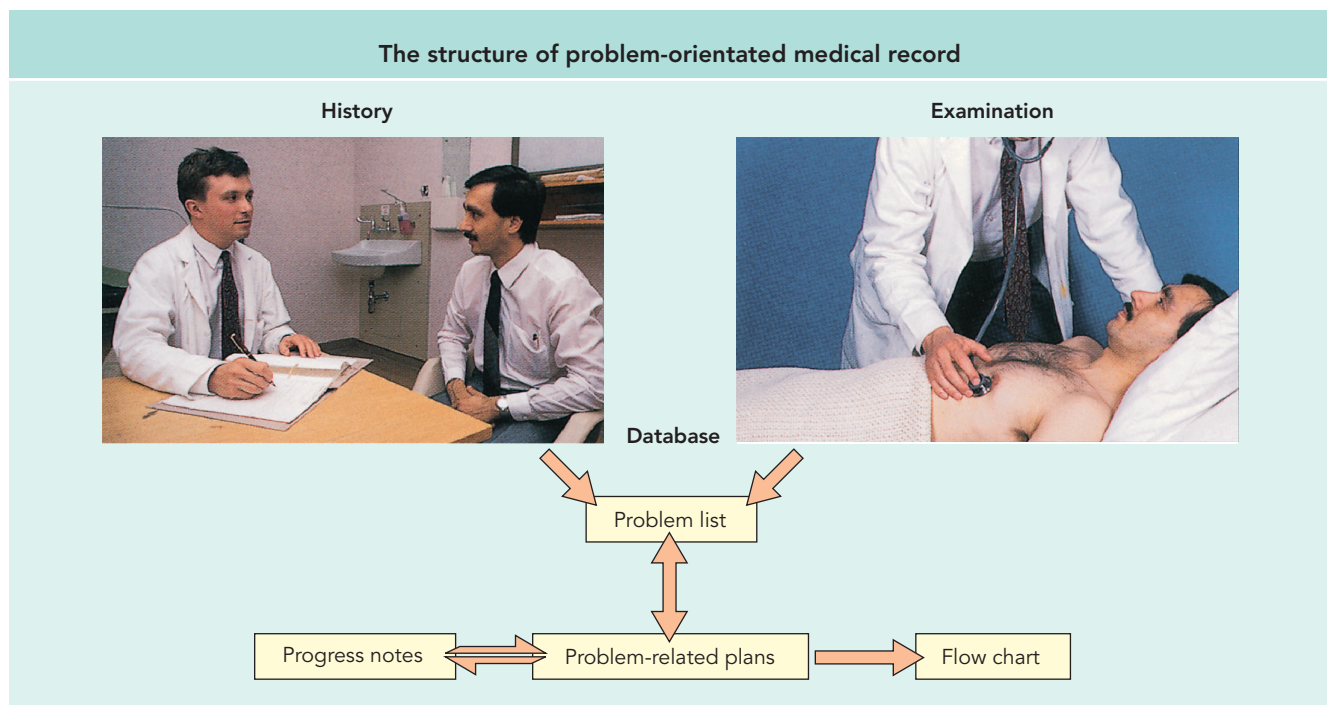 The structure of problem-orientated medical record
History
Examination
Database
Problem list
Progress notes
Problem-related plans
Flow chart